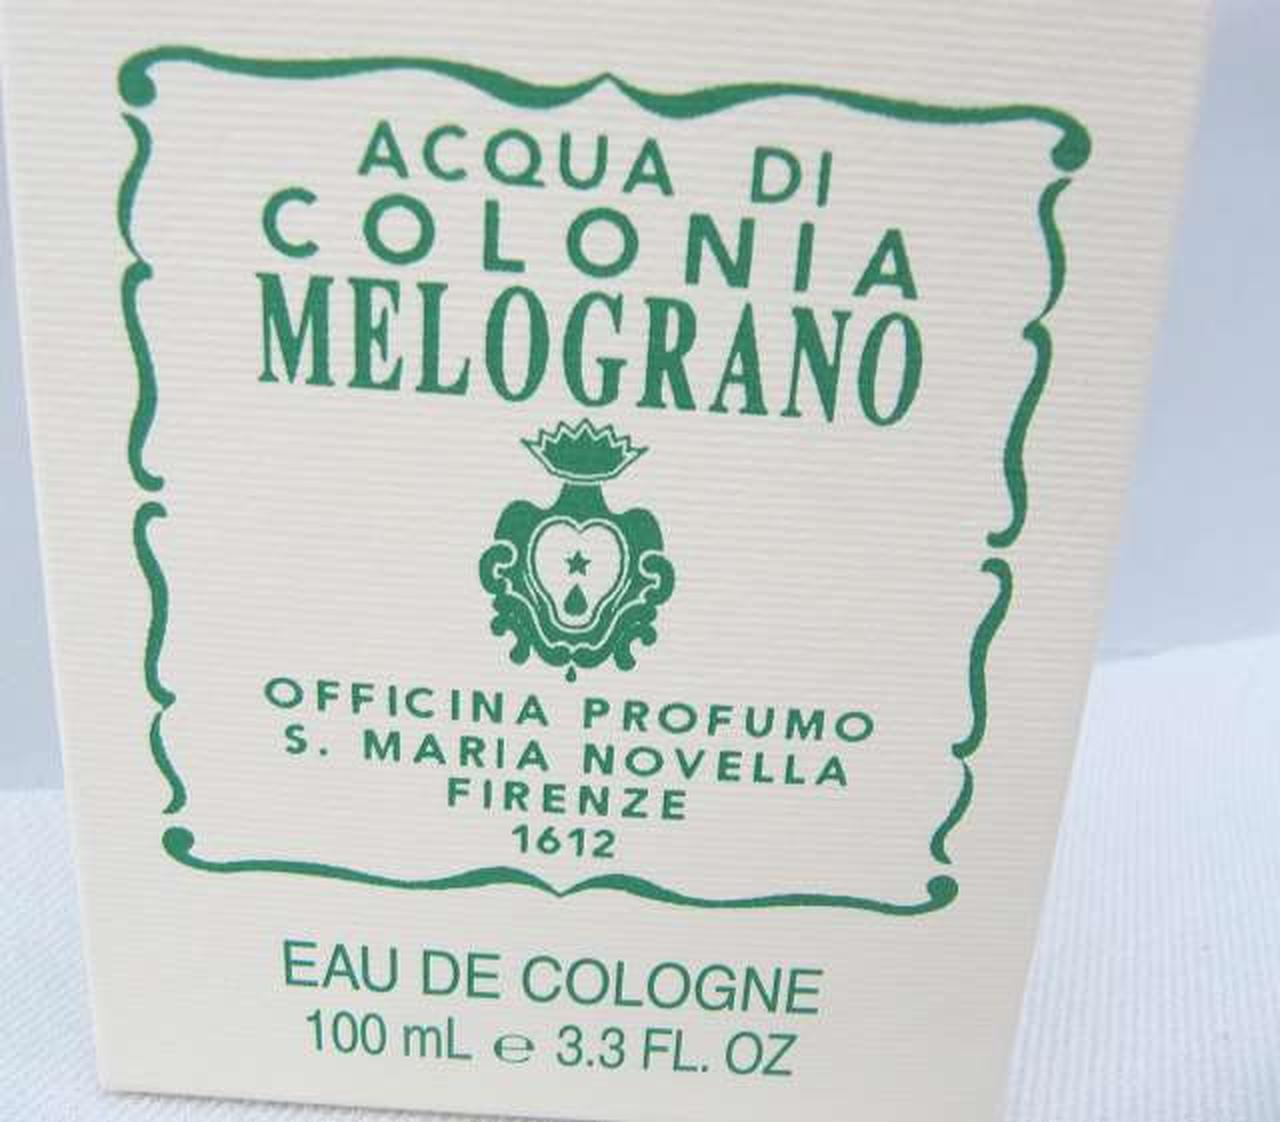 ACQUA DI
COLONIA
MELOGRANO
OFFICINA PROFUMO
S. MARIA NOVELLA
FIRENZE
1612
EAU DE COLOGNE
100 mL ℮ 3.3 FL. OZ